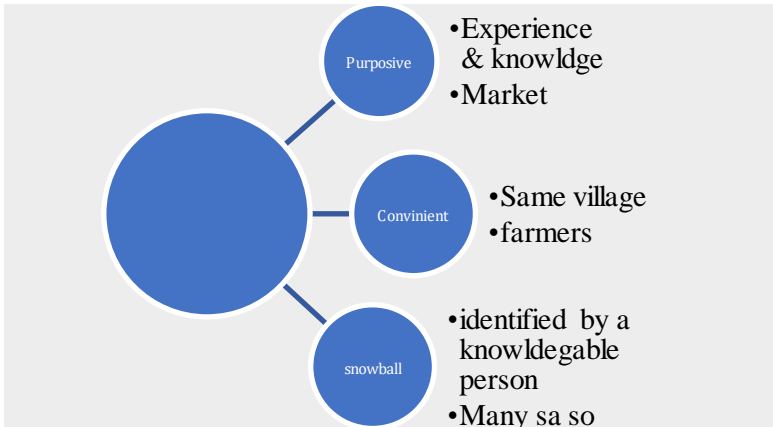 Purposive
•Experience
& knowldge
•Market
Convinient
•Same village
•farmers
snowball
•identified by a
knowldegable
person
•Many sa so